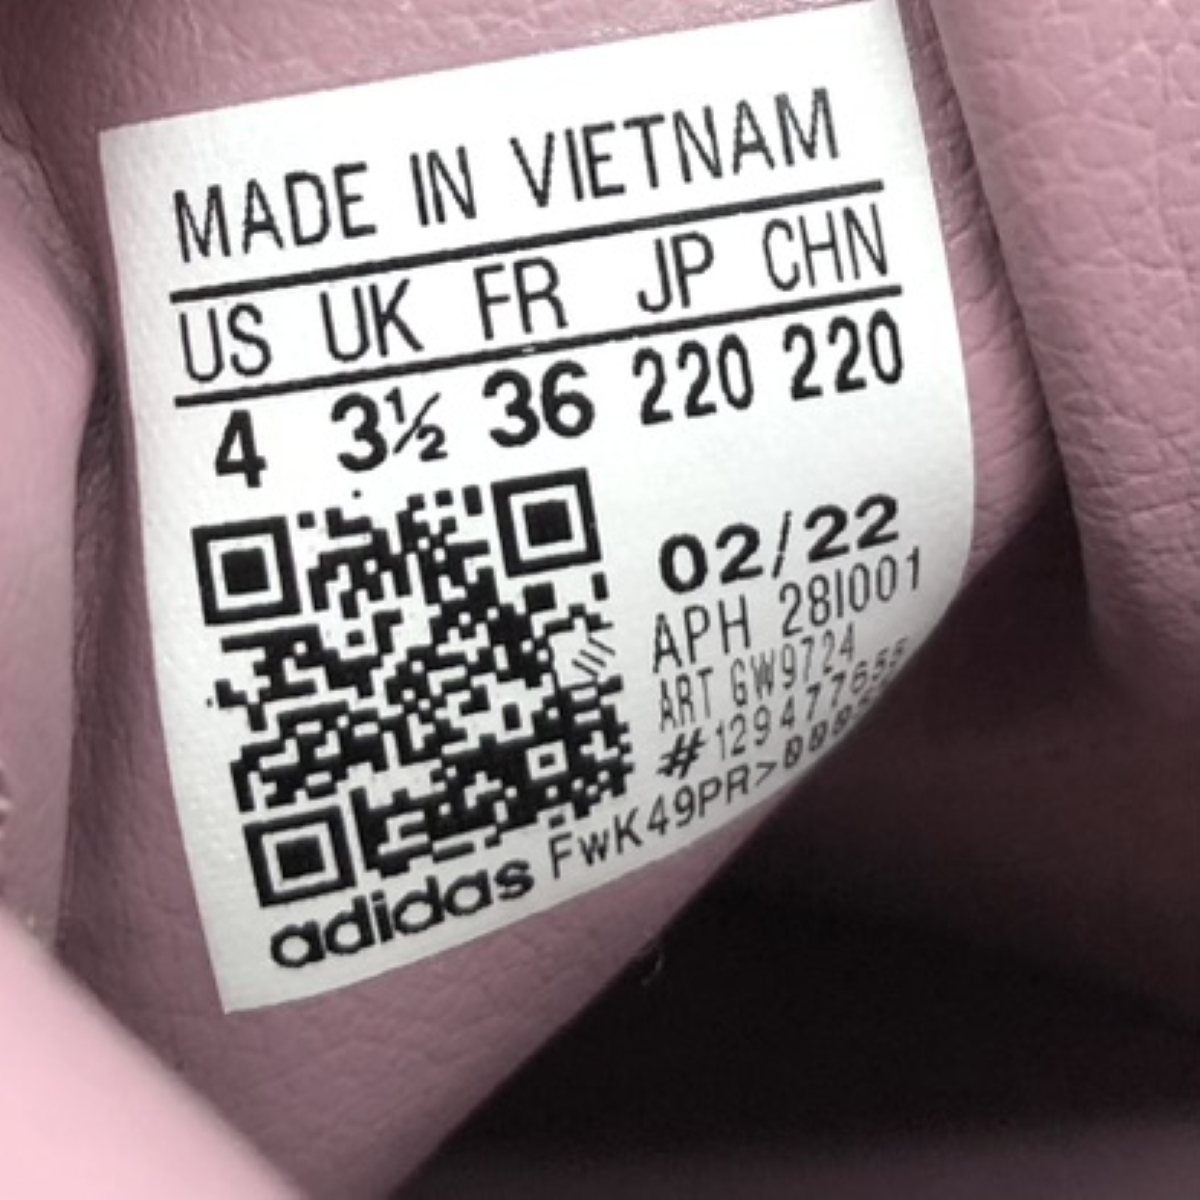 MADE IN VIETNAM
US UK FR JP CHN
4 3½ 36 220 220
02/22
APH 28I001
ART GW9724
#129477655
FwK49PR>
adidas